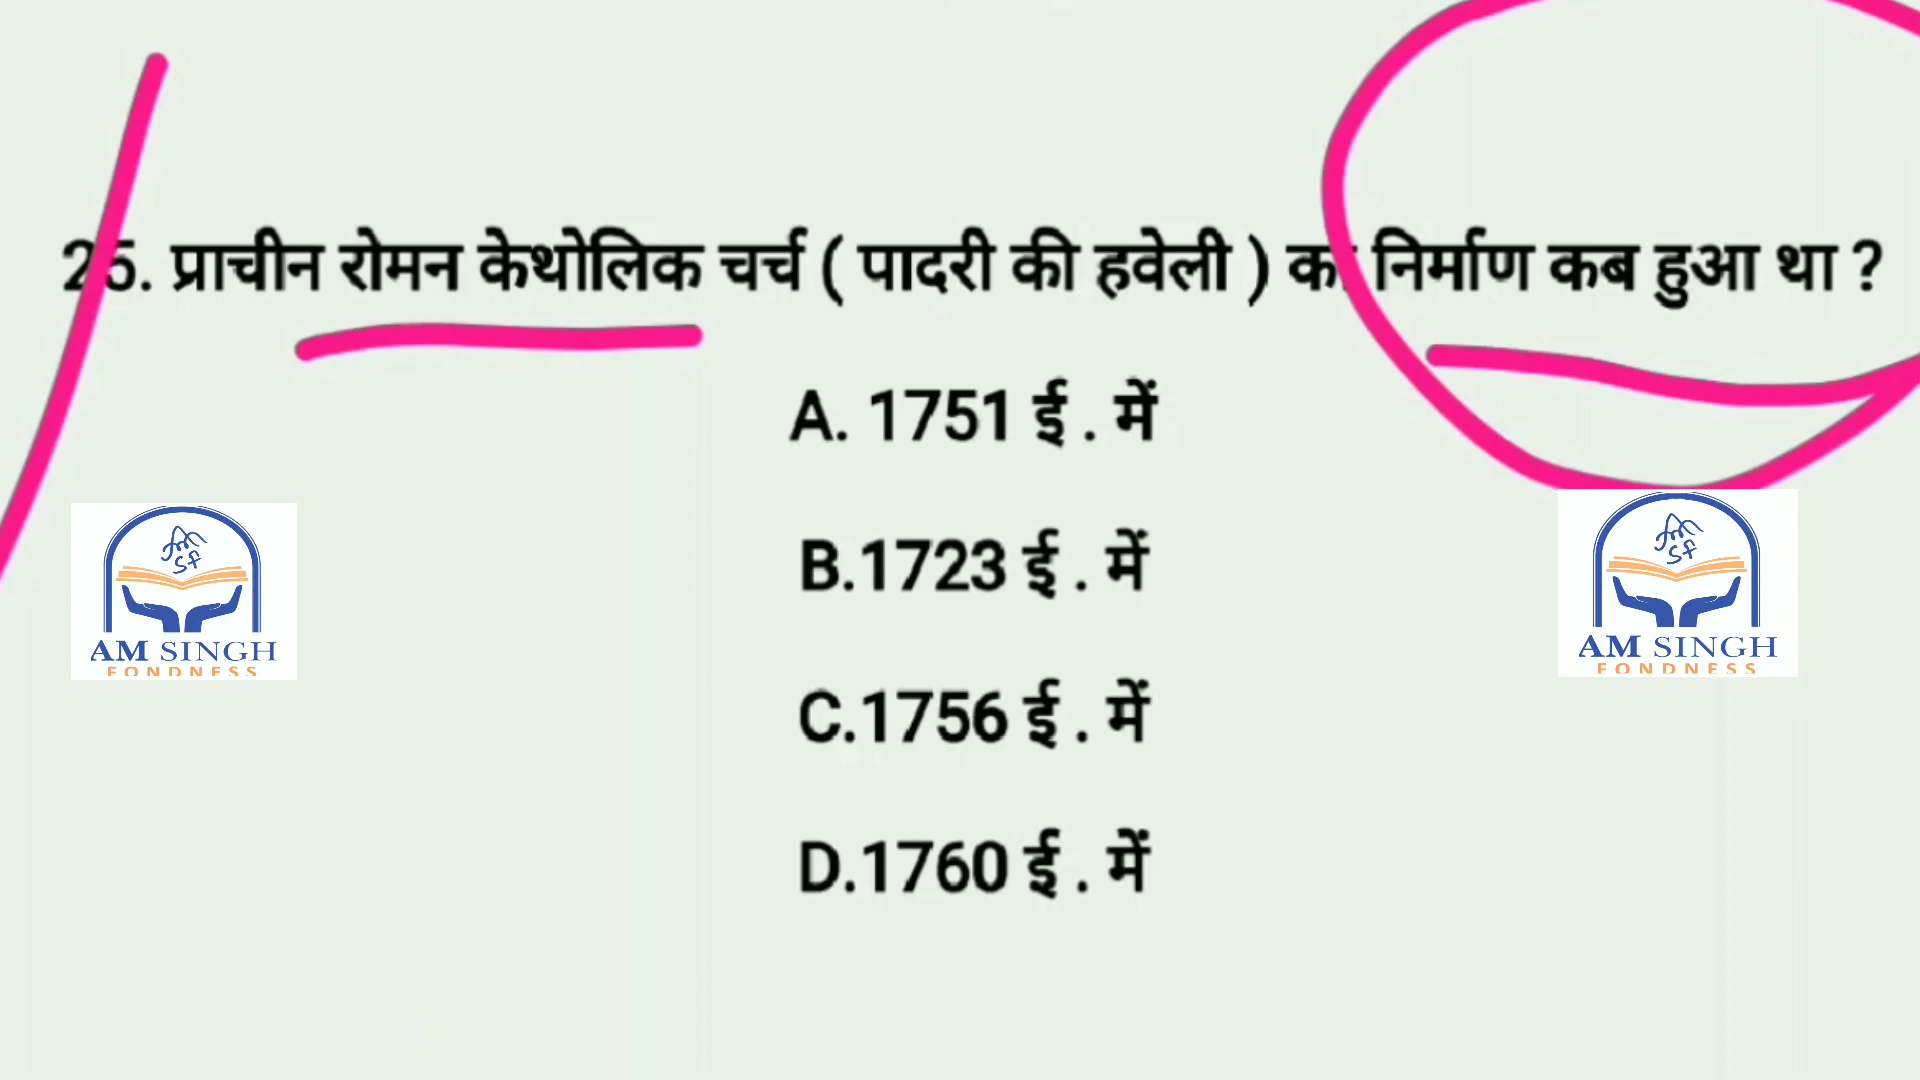 25. प्राचीन रोमन केथोलिक चर्च ( पादरी की हवेली ) का निर्माण कब हुआ था ?
A. 1751 ई . में
B.1723 ई . में
C.1756 ई . में
D.1760 ई . में
AM SINGH
FONDNESS
AM SINGH
FONDNESS